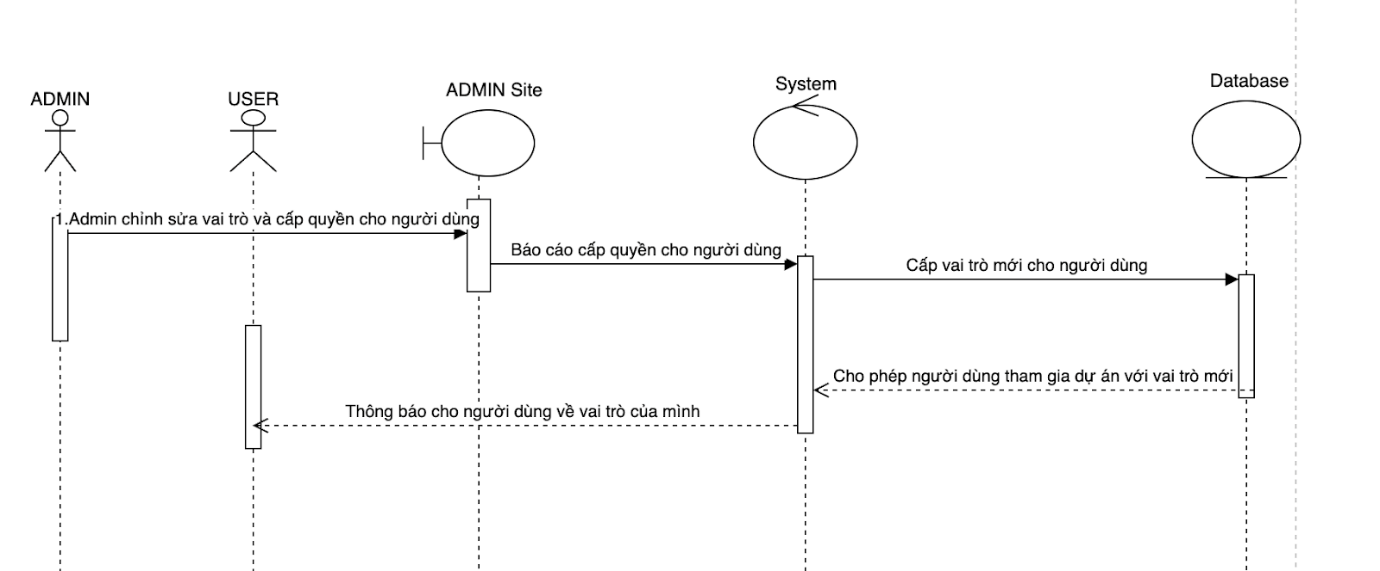 ADMIN
USER
ADMIN Site
System
Database
1.Admin chỉnh sửa vai trò và cấp quyền cho người dùng
Báo cáo cấp quyền cho người dùng
Cấp vai trò mới cho người dùng
Cho phép người dùng tham gia dự án với vai trò mới
Thông báo cho người dùng về vai trò của mình